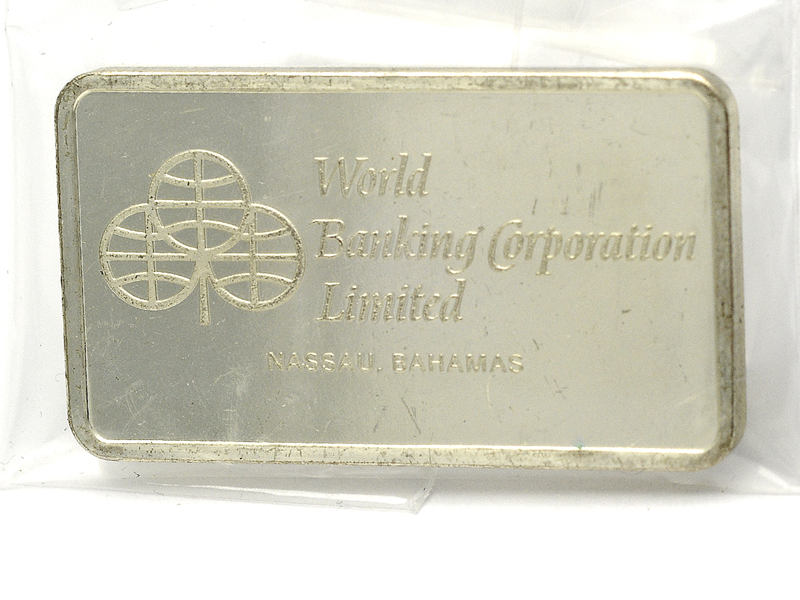 World
Banking Corporation
Limited
NASSAU, BAHAMAS